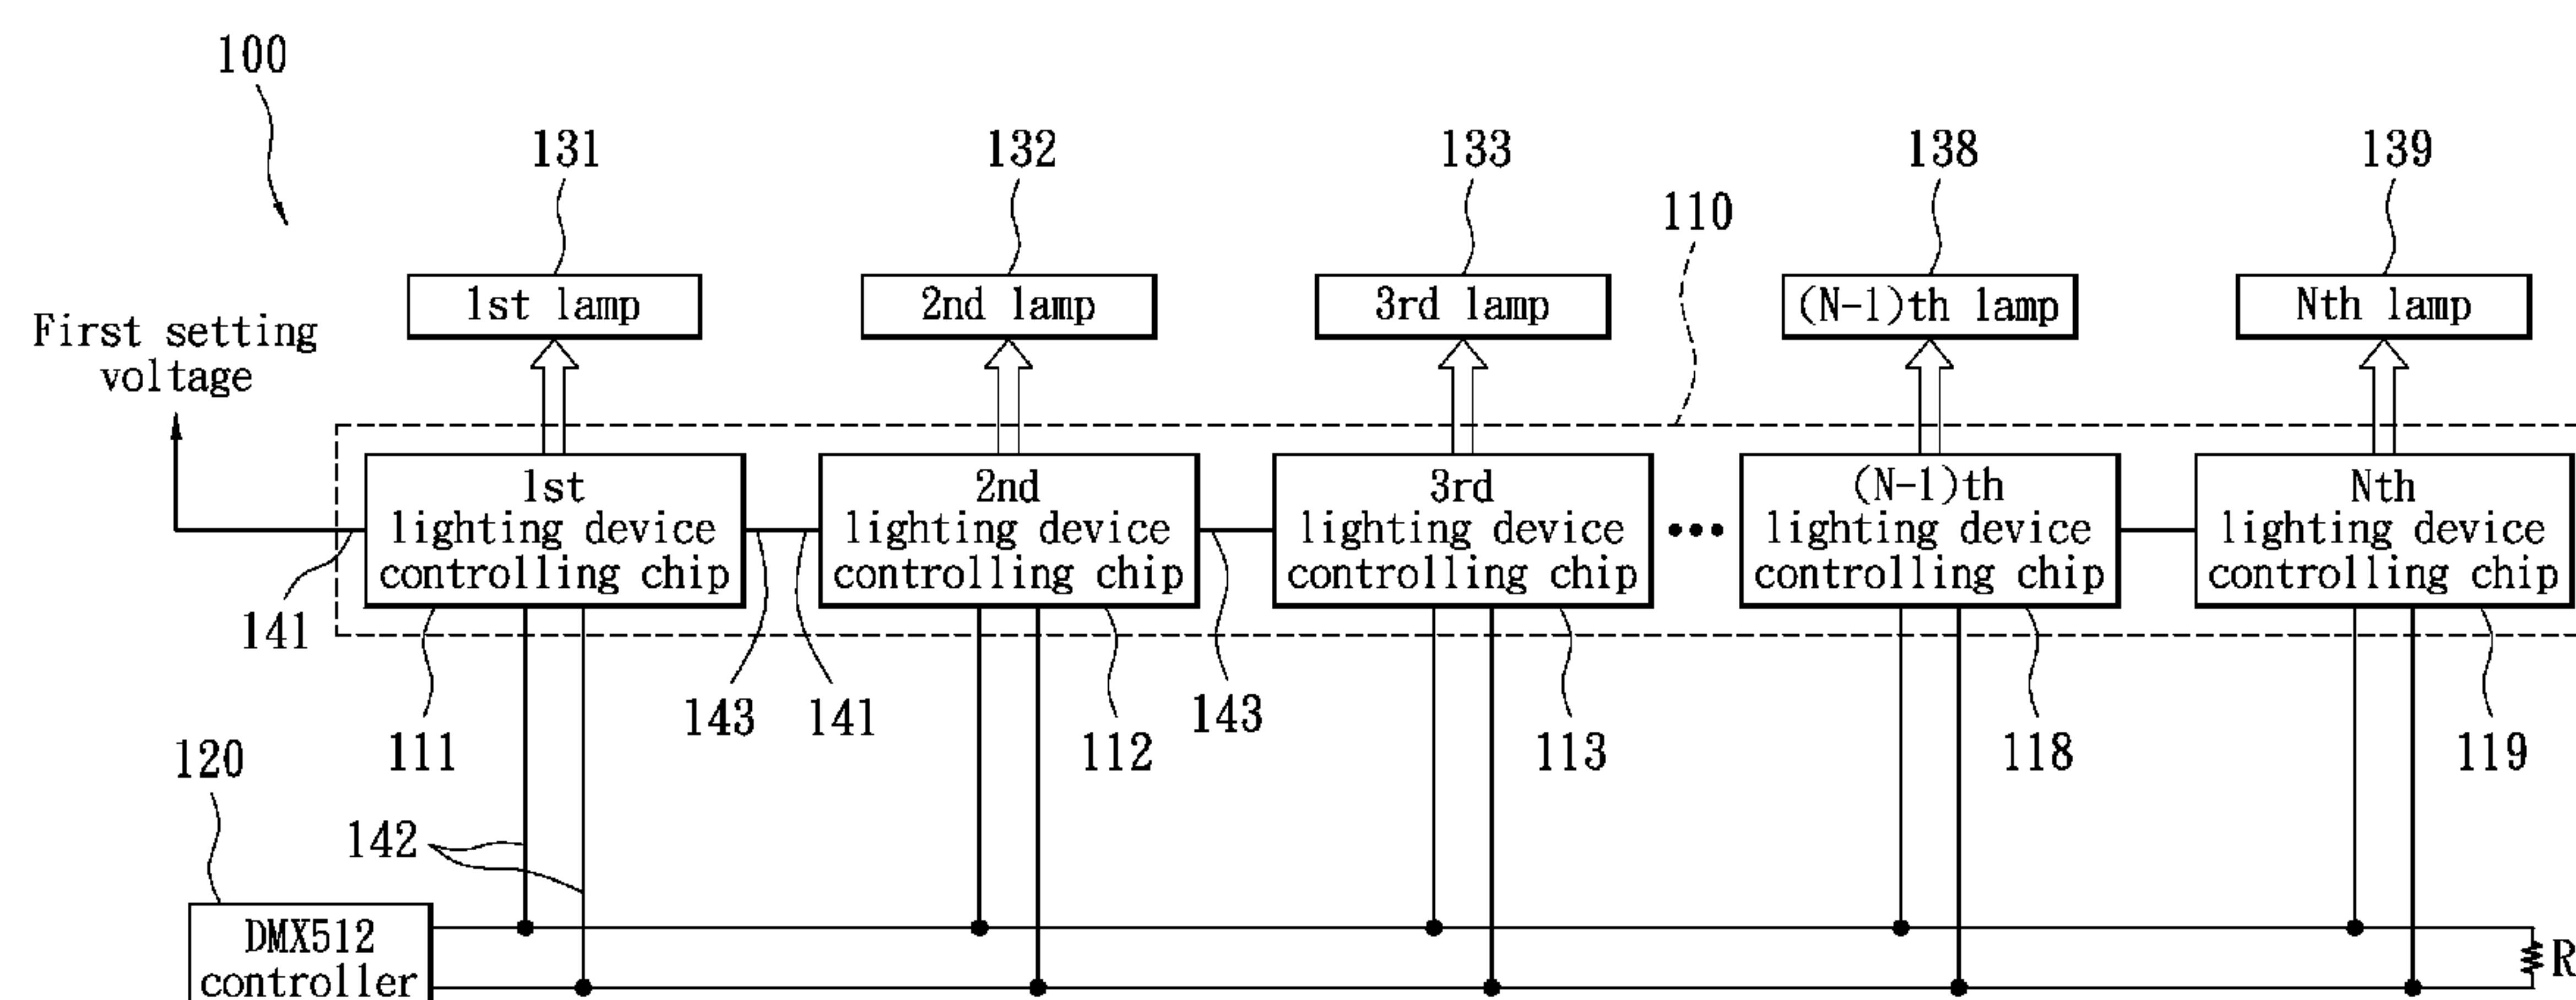 100
131
132
133
138
139
110
1st lamp
2nd lamp
3rd lamp
(N-1)th lamp
Nth lamp
First setting
voltage
1st
lighting device
controlling chip
2nd
lighting device
controlling chip
3rd
lighting device
controlling chip
(N-1)th
lighting device
controlling chip
Nth
lighting device
controlling chip
141
143
141
143
111
112
113
118
119
120
142
DMX512
controller
R